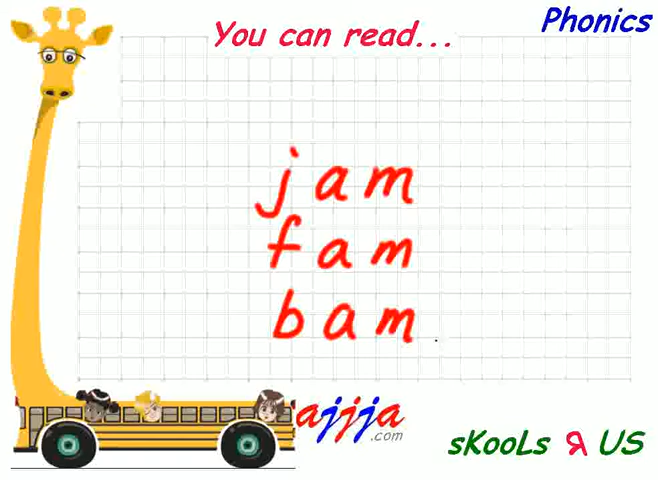 You can read...
Phonics
jam
fam
bam
ajjja
.com
sKooLs Я US